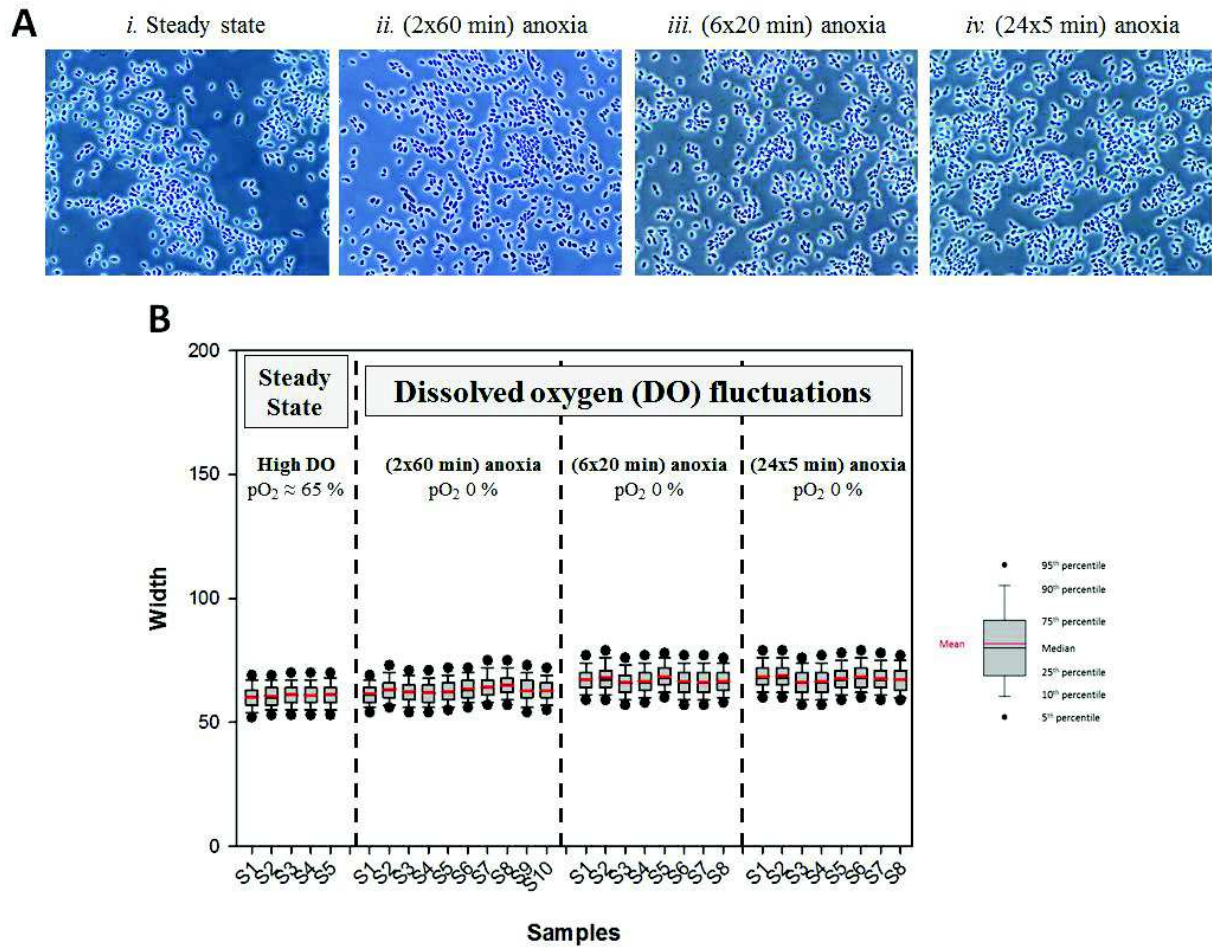 A
i. Steady state
ii. (2x60 min) anoxia
iii. (6x20 min) anoxia
iv. (24x5 min) anoxia
B
200
150
100
50
0
Width
Steady
State
Dissolved oxygen (DO) fluctuations
High DO
pO₂ ≈ 65 %
(2x60 min) anoxia
pO₂ 0 %
(6x20 min) anoxia
pO₂ 0 %
(24x5 min) anoxia
pO₂ 0 %
S1 S2 S3 S4 S5
S1 S2 S3 S4 S5 S6 S7 S8 S9 S10
S1 S2 S3 S4 S5 S6 S7 S8
S1 S2 S3 S4 S5 S6 S7 S8
Samples
Mean
95th percentile
90th percentile
75th percentile
Median
25th percentile
10th percentile
5th percentile